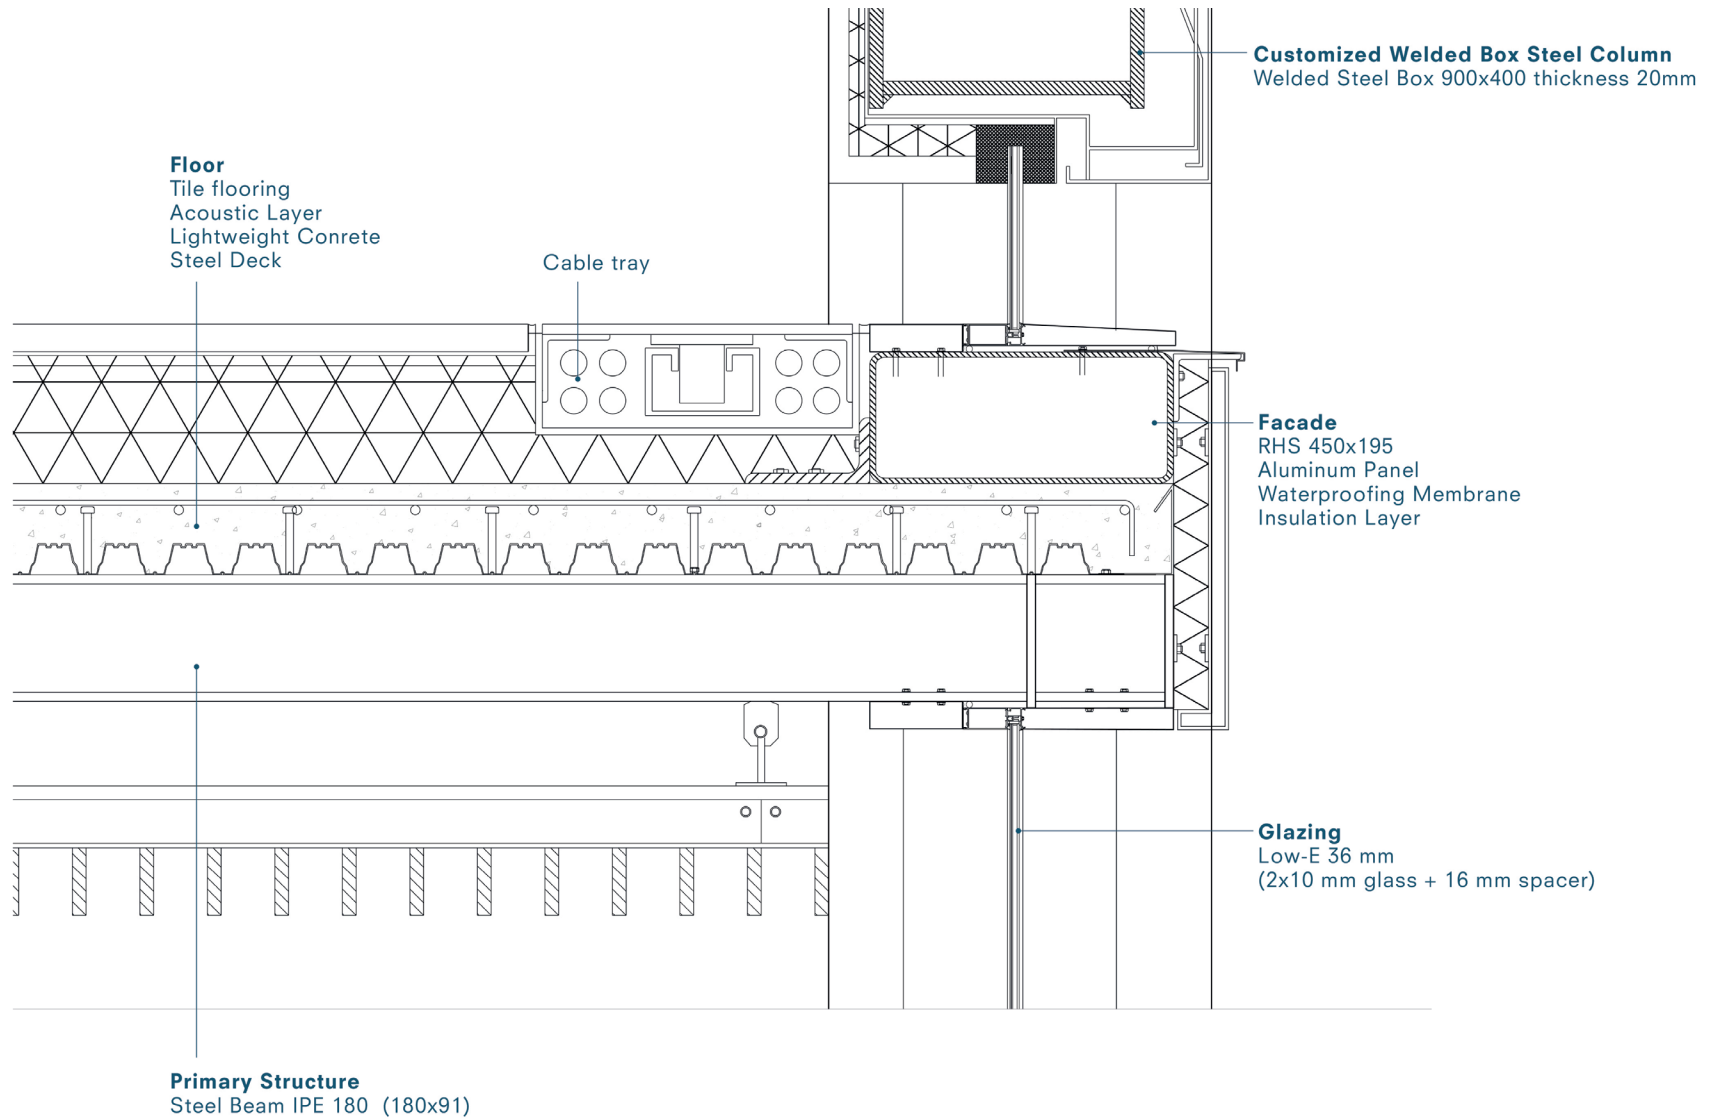 Customized Welded Box Steel Column
Welded Steel Box 900x400 thickness 20mm
Floor
Tile flooring
Acoustic Layer
Lightweight Conrete
Steel Deck
Cable tray
Facade
RHS 450x195
Aluminum Panel
Waterproofing Membrane
Insulation Layer
Glazing
Low-E 36 mm
(2x10 mm glass + 16 mm spacer)
Primary Structure
Steel Beam IPE 180 (180x91)